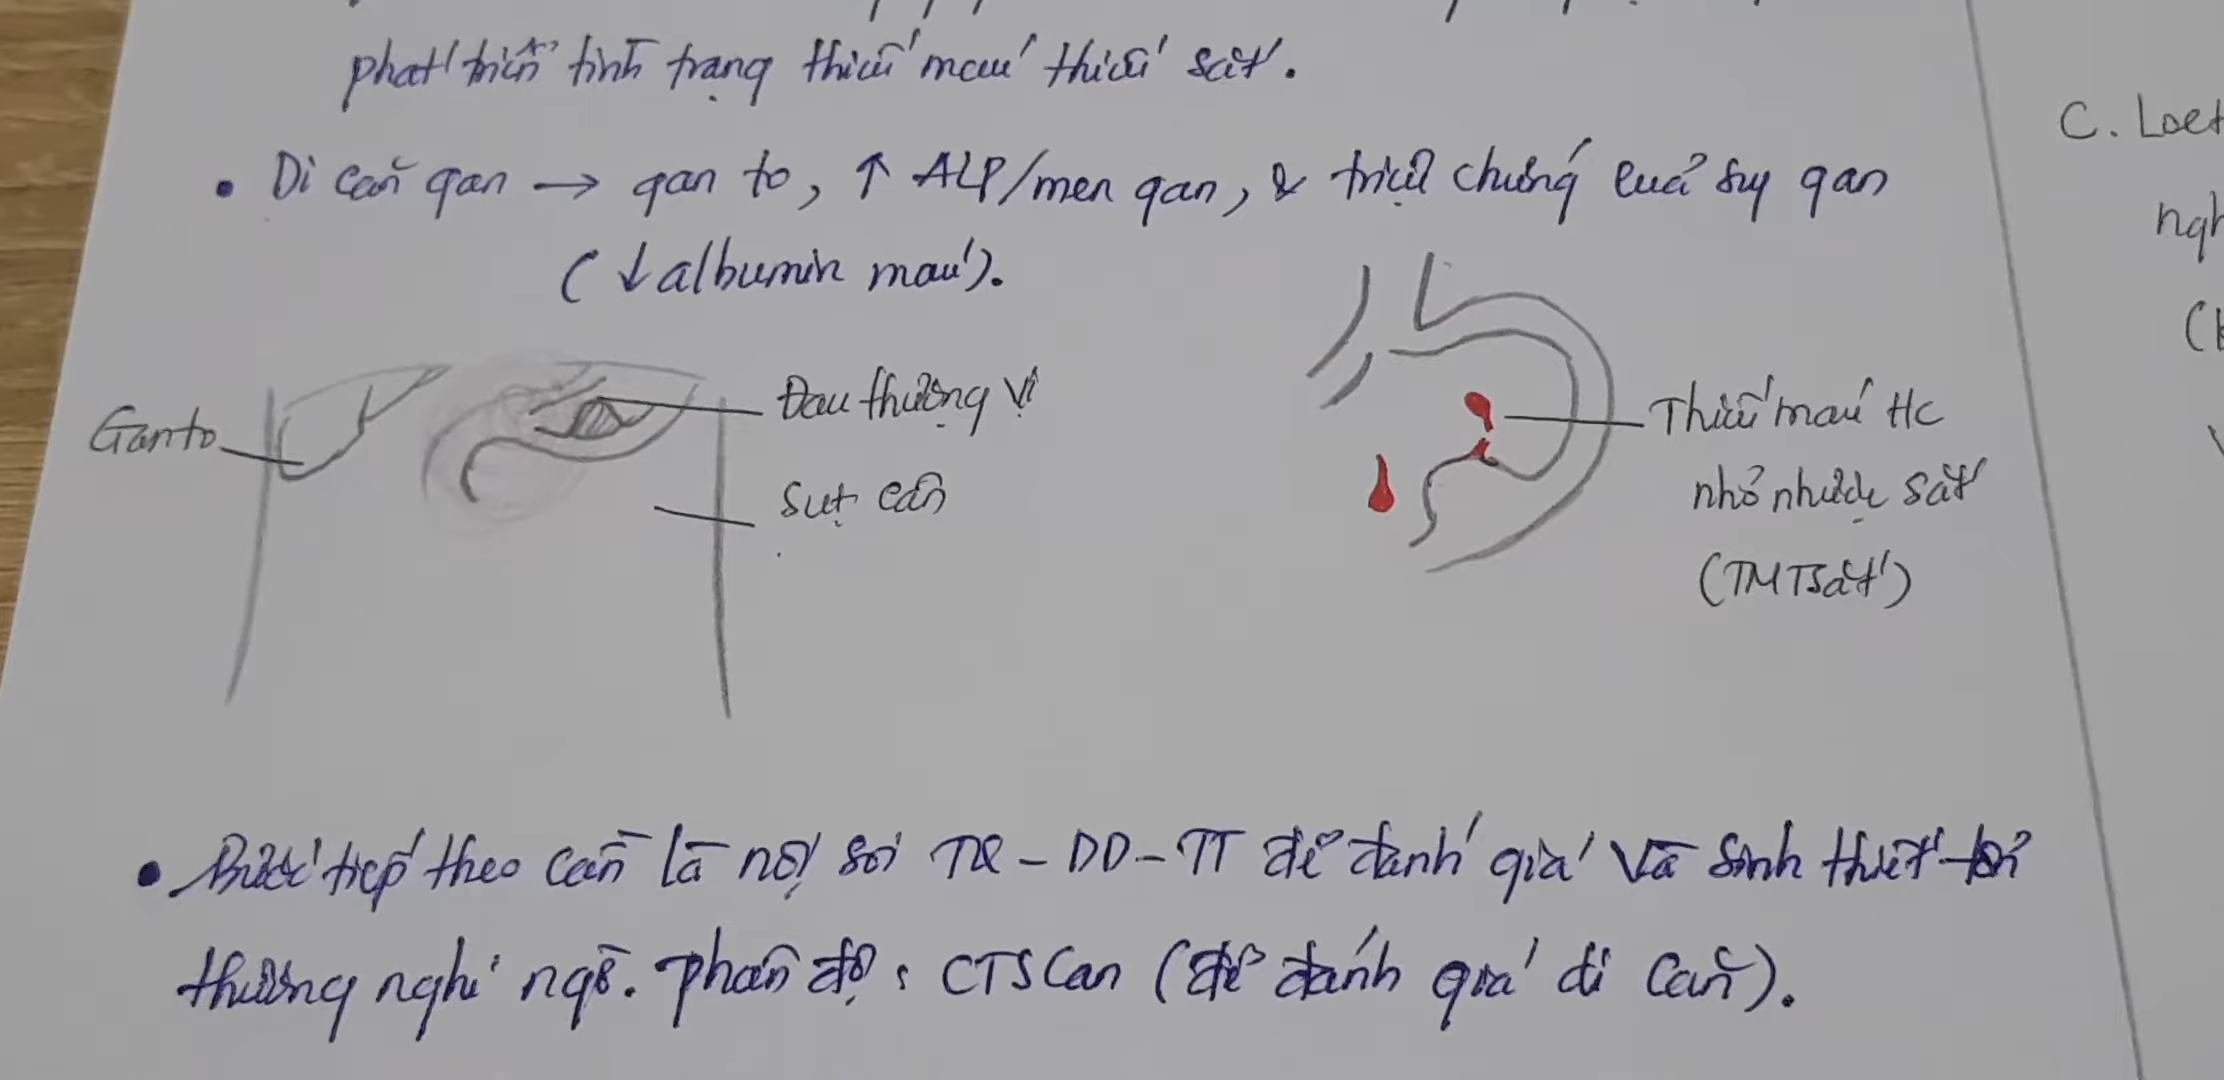 phát triển tình trạng thiếu máu thiếu sắt.
• Di căn gan → gan to, ↑ ALP/men gan, & triệu chứng của suy gan
(↓ albumin máu).
Gan to
Đau thượng vị
Sụt cân
Thiếu máu HC
nhỏ nhược sắt
(TMTSắt)
• Bước tiếp theo cần là nội soi TQ - DD - TT để đánh giá và sinh thiết tổn
thương nghi ngờ. Phân độ: CTScan (để đánh giá di căn).
C. Loét
(